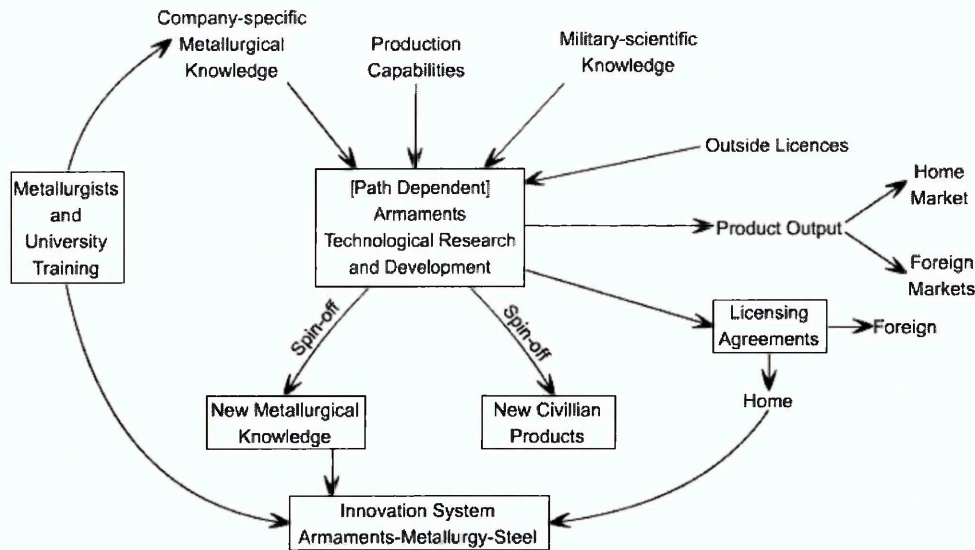 Company-specific
Metallurgical
Knowledge
Production
Capabilities
Military-scientific
Knowledge
Outside Licences
Metallurgists
and
University
Training
[Path Dependent]
Armaments
Technological Research
and Development
Product Output
Home
Market
Foreign
Markets
Licensing
Agreements
Foreign
Home
Spin-off
Spin-off
New Metallurgical
Knowledge
New Civillian
Products
Innovation System
Armaments-Metallurgy-Steel